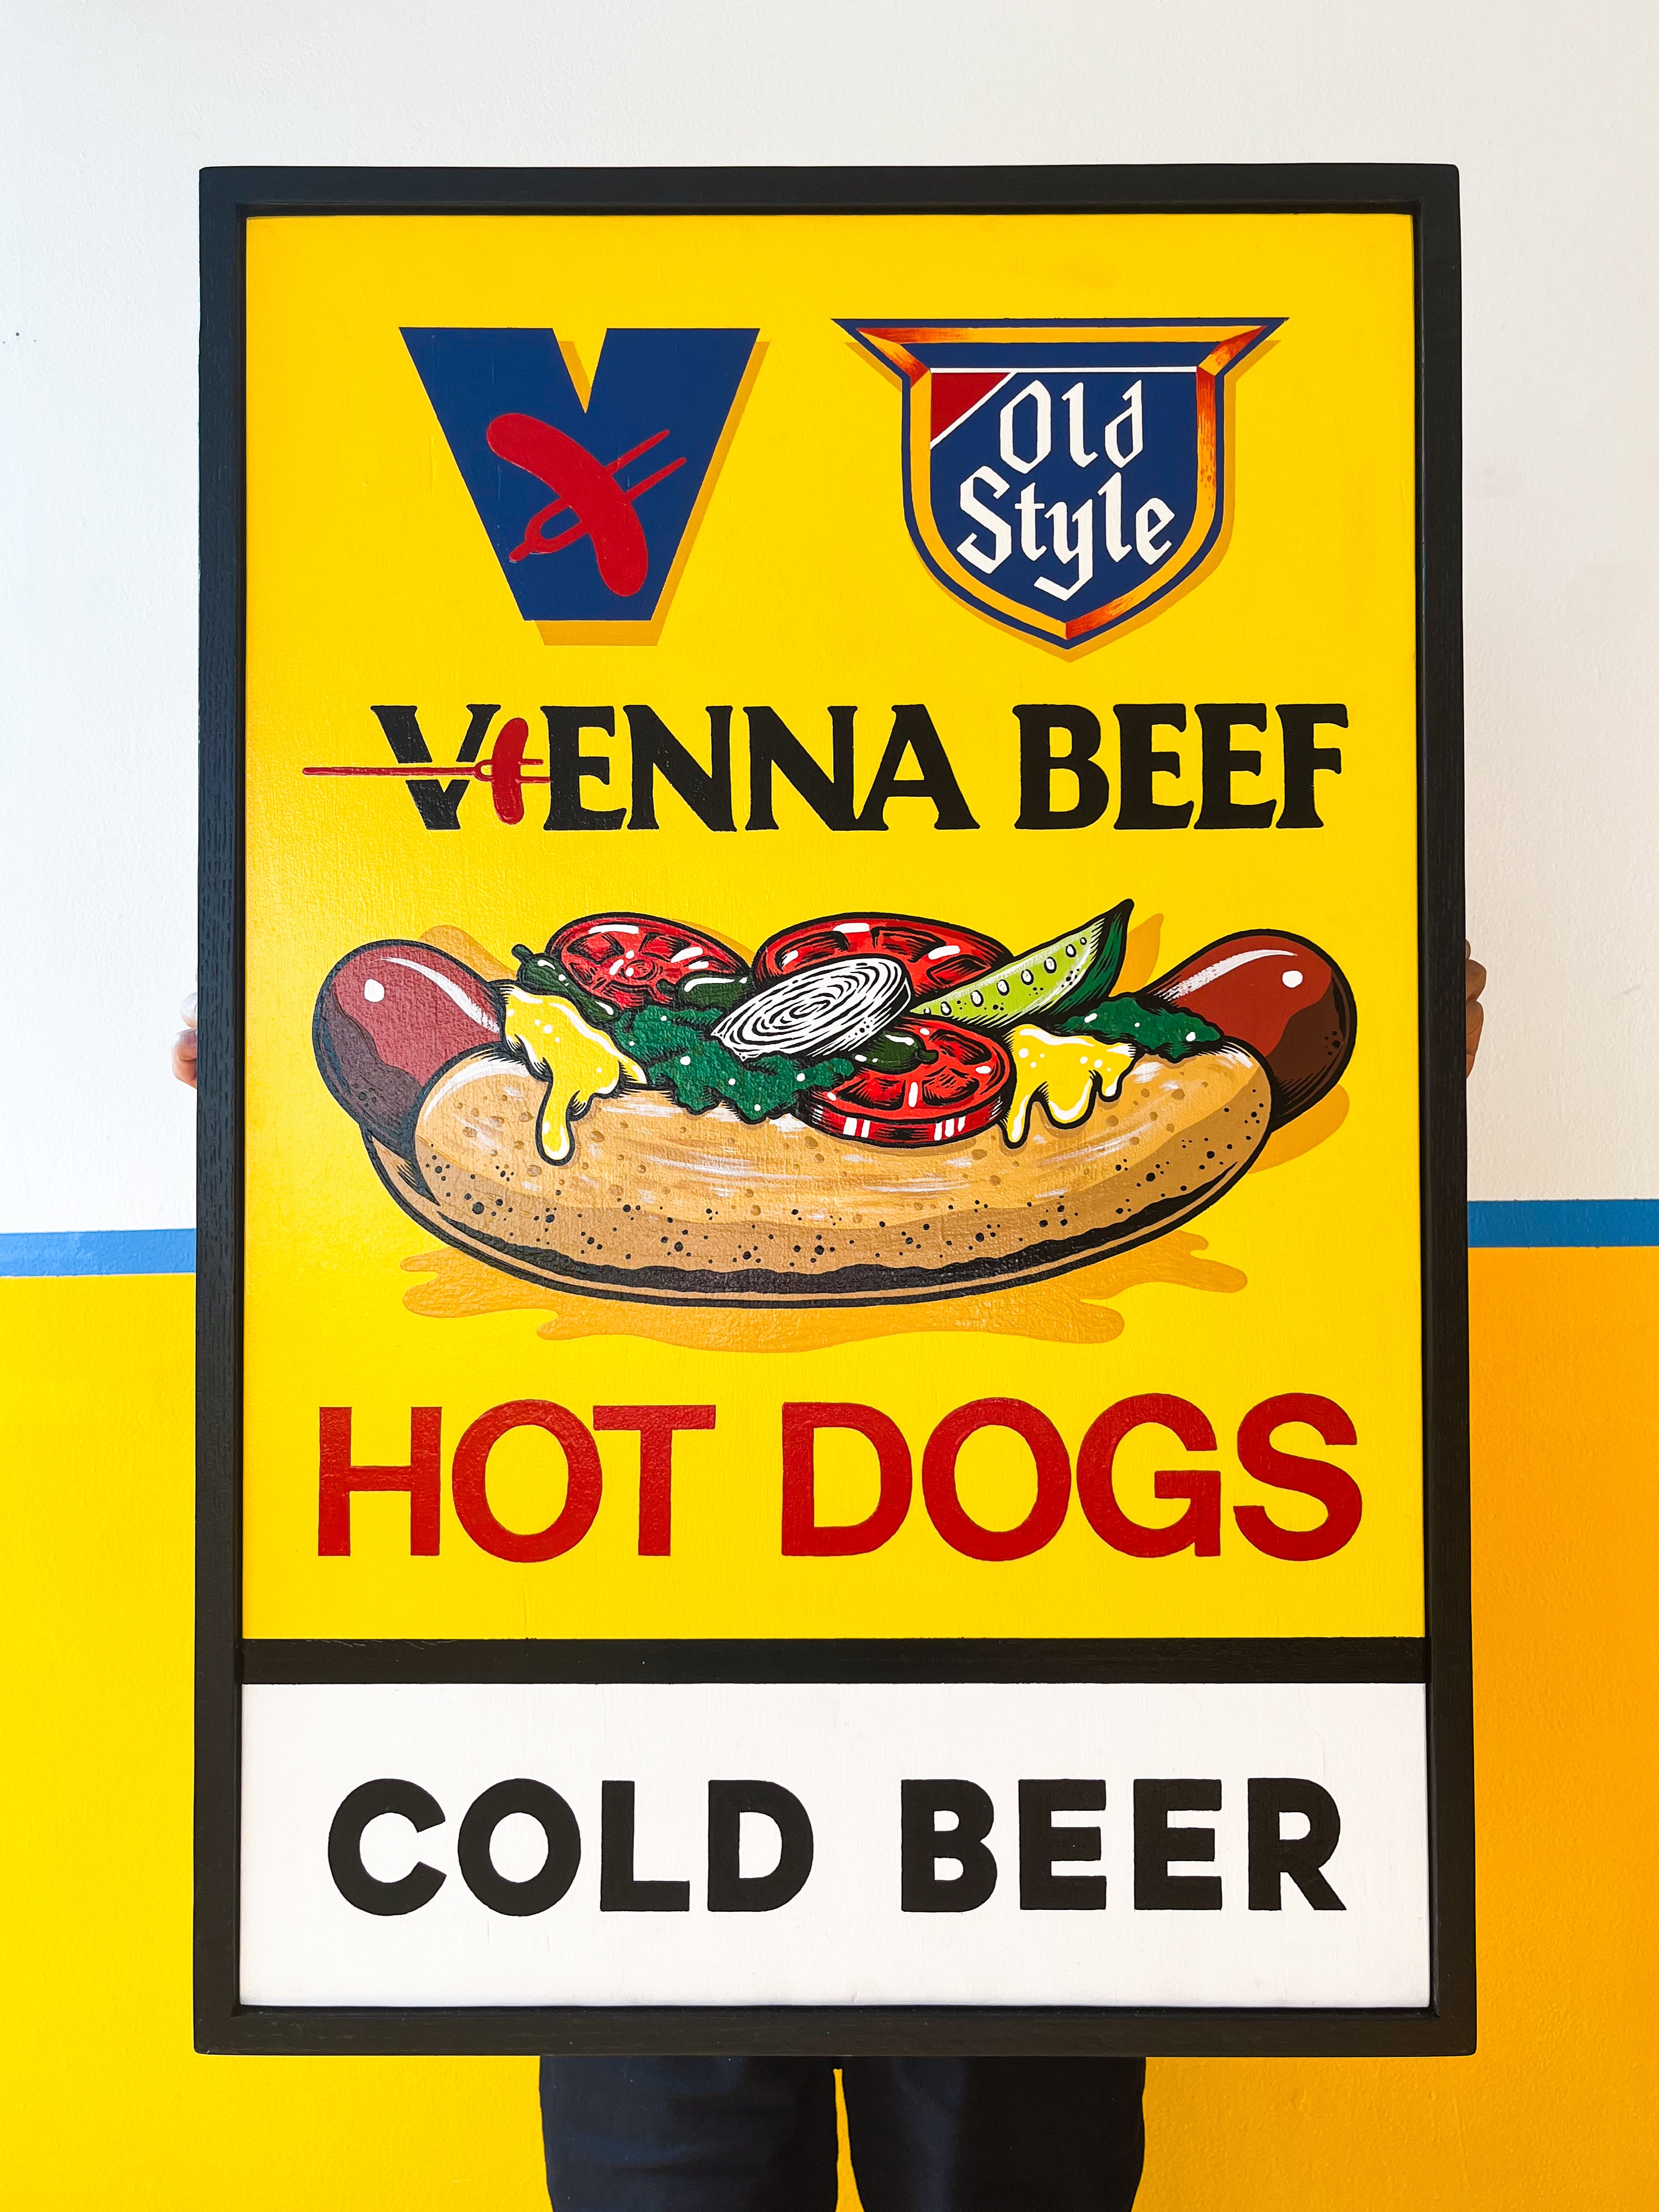 V
Old
Style
VIENNA BEEF
HOT DOGS
COLD BEER